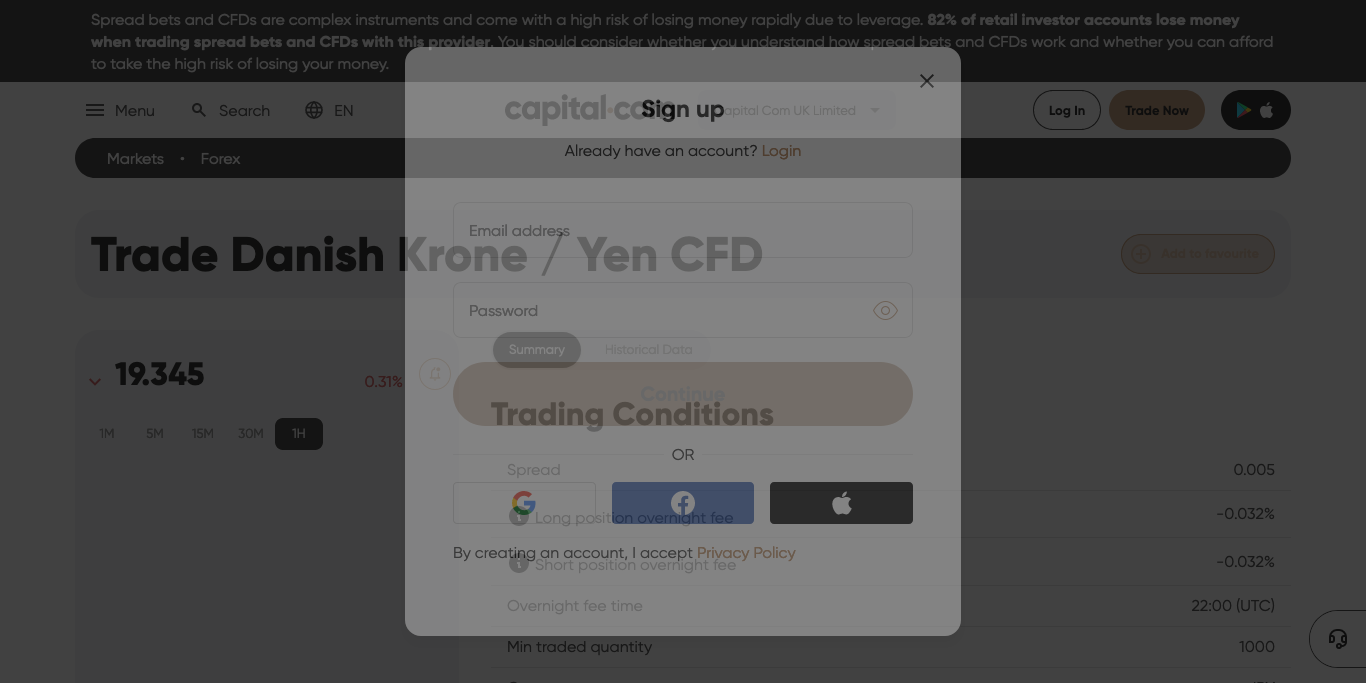 Spread bets and CFDs are complex instruments and come with a high risk of losing money rapidly due to leverage. 82% of retail investor accounts lose money
when trading spread bets and CFDs with this provider. You should consider whether you understand how spread bets and CFDs work and whether you can afford
to take the high risk of losing your money.
Menu
Search
EN
capital.com
Capital Com UK Limited
Log In
Trade Now
Markets • Forex
Trade Danish Krone / Yen CFD
Add to favourite
19.345
0.31%
1M 5M 15M 30M 1H
Summary
Historical Data
Trading Conditions
Spread 0.005
Long position overnight fee -0.032%
Short position overnight fee -0.032%
Overnight fee time 22:00 (UTC)
Min traded quantity 1000
Sign up
Already have an account? Login
Email address
Password
Continue
OR
By creating an account, I accept Privacy Policy